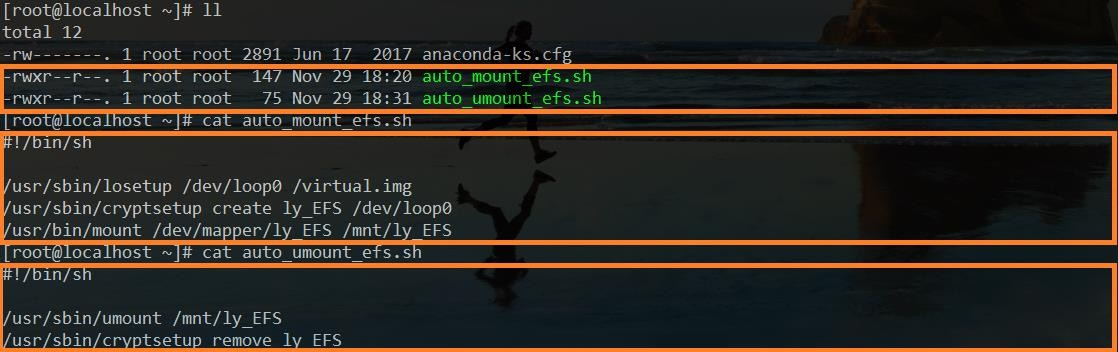 [root@localhost ~]# ll
total 12
-rw-------. 1 root root 2891 Jun 17  2017 anaconda-ks.cfg
-rwxr--r--. 1 root root  147 Nov 29 18:20 auto_mount_efs.sh
-rwxr--r--. 1 root root   75 Nov 29 18:31 auto_umount_efs.sh
[root@localhost ~]# cat auto_mount_efs.sh
#!/bin/sh

/usr/sbin/losetup /dev/loop0 /virtual.img
/usr/sbin/cryptsetup create ly_EFS /dev/loop0
/usr/bin/mount /dev/mapper/ly_EFS /mnt/ly_EFS
[root@localhost ~]# cat auto_umount_efs.sh
#!/bin/sh

/usr/sbin/umount /mnt/ly_EFS
/usr/sbin/cryptsetup remove ly_EFS